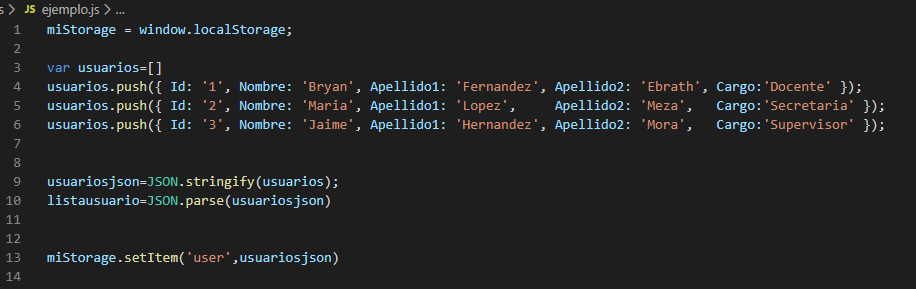 s > JS ejemplo.js > ...
1 miStorage = window.localStorage;
2
3 var usuarios=[]
4 usuarios.push({ Id: '1', Nombre: 'Bryan', Apellido1: 'Fernandez', Apellido2: 'Ebrath', Cargo:'Docente' });
5 usuarios.push({ Id: '2', Nombre: 'Maria', Apellido1: 'Lopez',     Apellido2: 'Meza',   Cargo:'Secretaria' });
6 usuarios.push({ Id: '3', Nombre: 'Jaime', Apellido1: 'Hernandez', Apellido2: 'Mora',   Cargo:'Supervisor' });
7
8
9 usuariosjson=JSON.stringify(usuarios);
10 listausuario=JSON.parse(usuariosjson)
11
12
13 miStorage.setItem('user',usuariosjson)
14